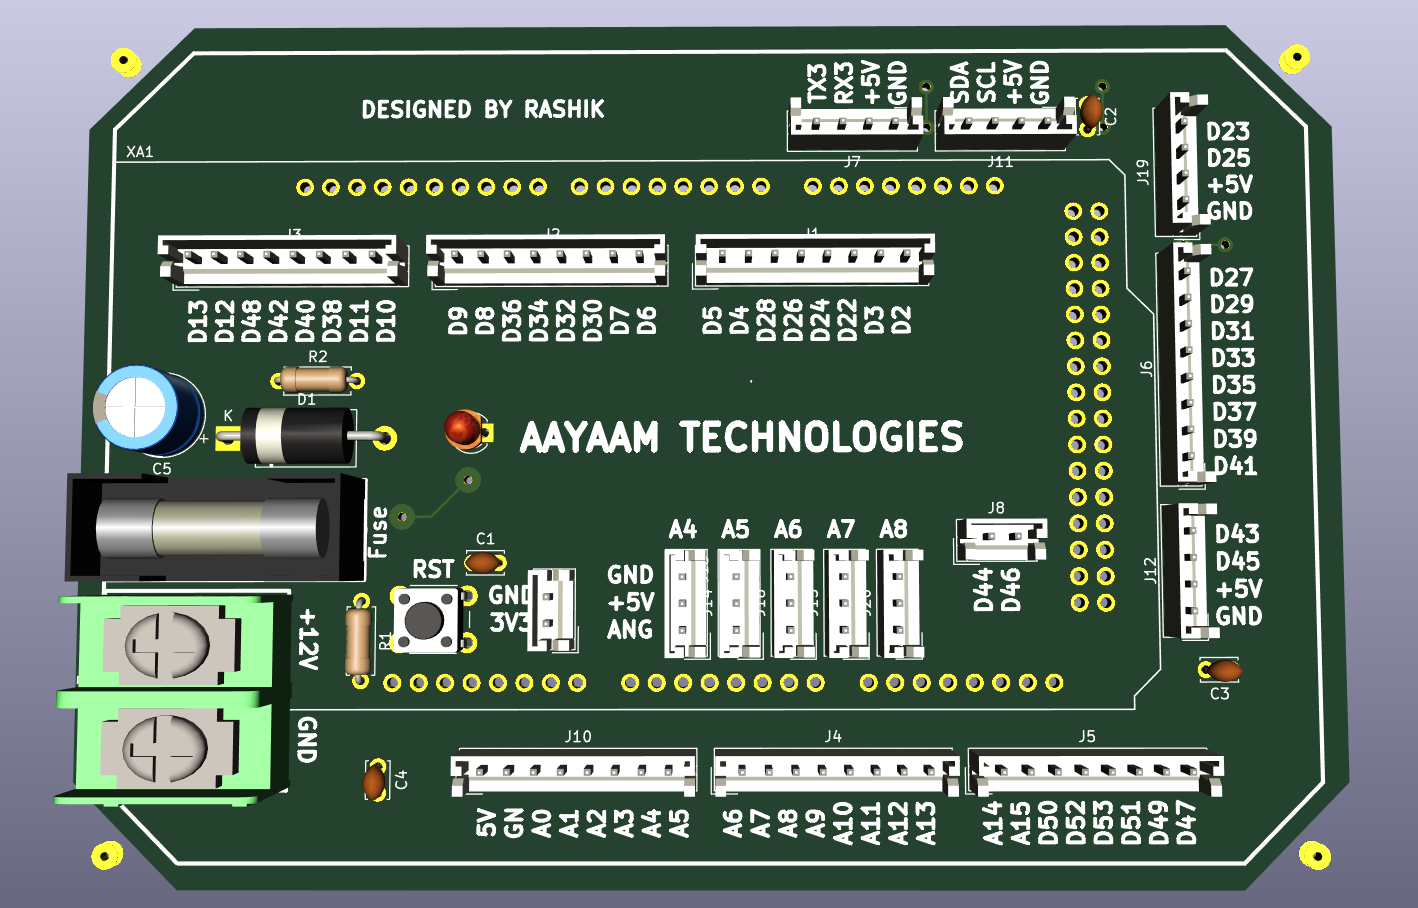 TX3
RX3
+5V
GND
SDA
SCL
+5V
GND
C2
DESIGNED BY RASHIK
XA1
J7
J11
J19
D23
D25
+5V
GND
J3
J2
J1
D13
D12
D48
D42
D40
D38
D11
D10
D9
D8
D36
D34
D32
D30
D7
D6
D5
D4
D28
D26
D24
D22
D3
D2
J6
D27
D29
D31
D33
D35
D37
D39
D41
R2
D1
K
+
C5
AAYAAM TECHNOLOGIES
Fuse
C1
RST
GND
3V3
A4
A5
A6
A7
A8
GND
+5V
ANG
J8
D44
D46
J12
D43
D45
+5V
GND
C3
R1
+12V
GND
C4
J10
J4
J5
5V
GN
A0
A1
A2
A3
A4
A5
A6
A7
A8
A9
A10
A11
A12
A13
A14
A15
D50
D52
D53
D51
D49
D47